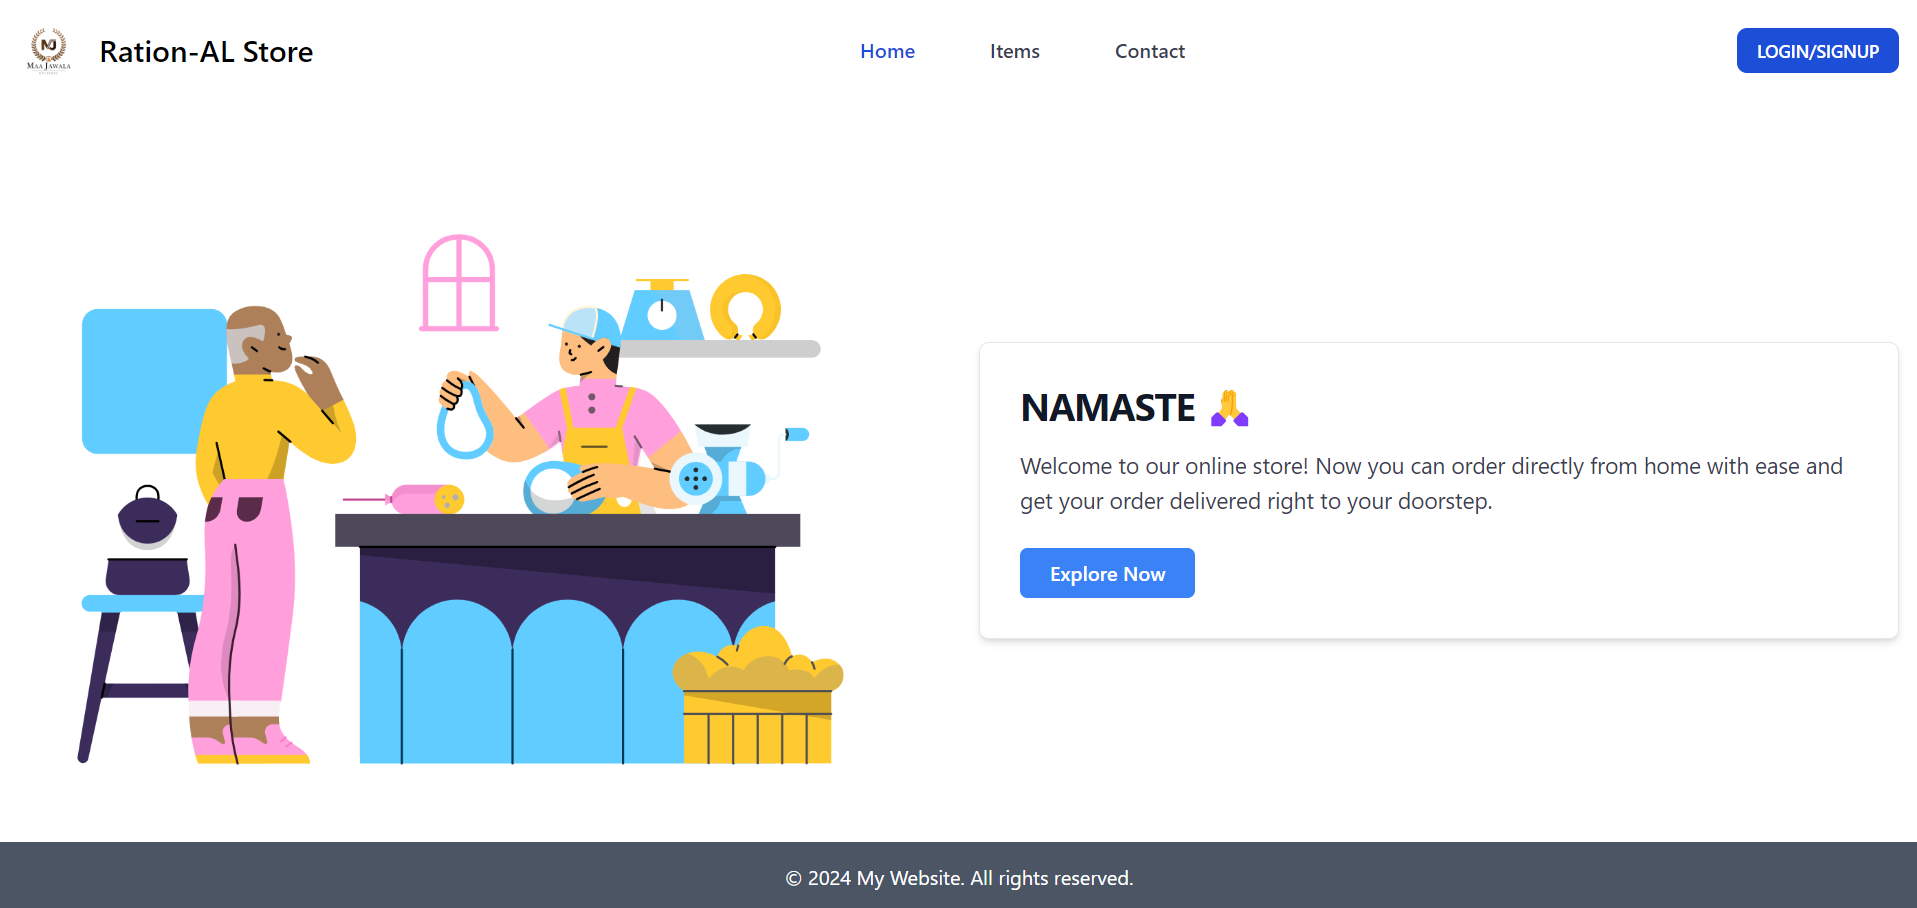 MJ
MAA JAWALA
Ration-AL Store
Home
Items
Contact
LOGIN/SIGNUP
NAMASTE 🙏
Welcome to our online store! Now you can order directly from home with ease and
get your order delivered right to your doorstep.
Explore Now
© 2024 My Website. All rights reserved.